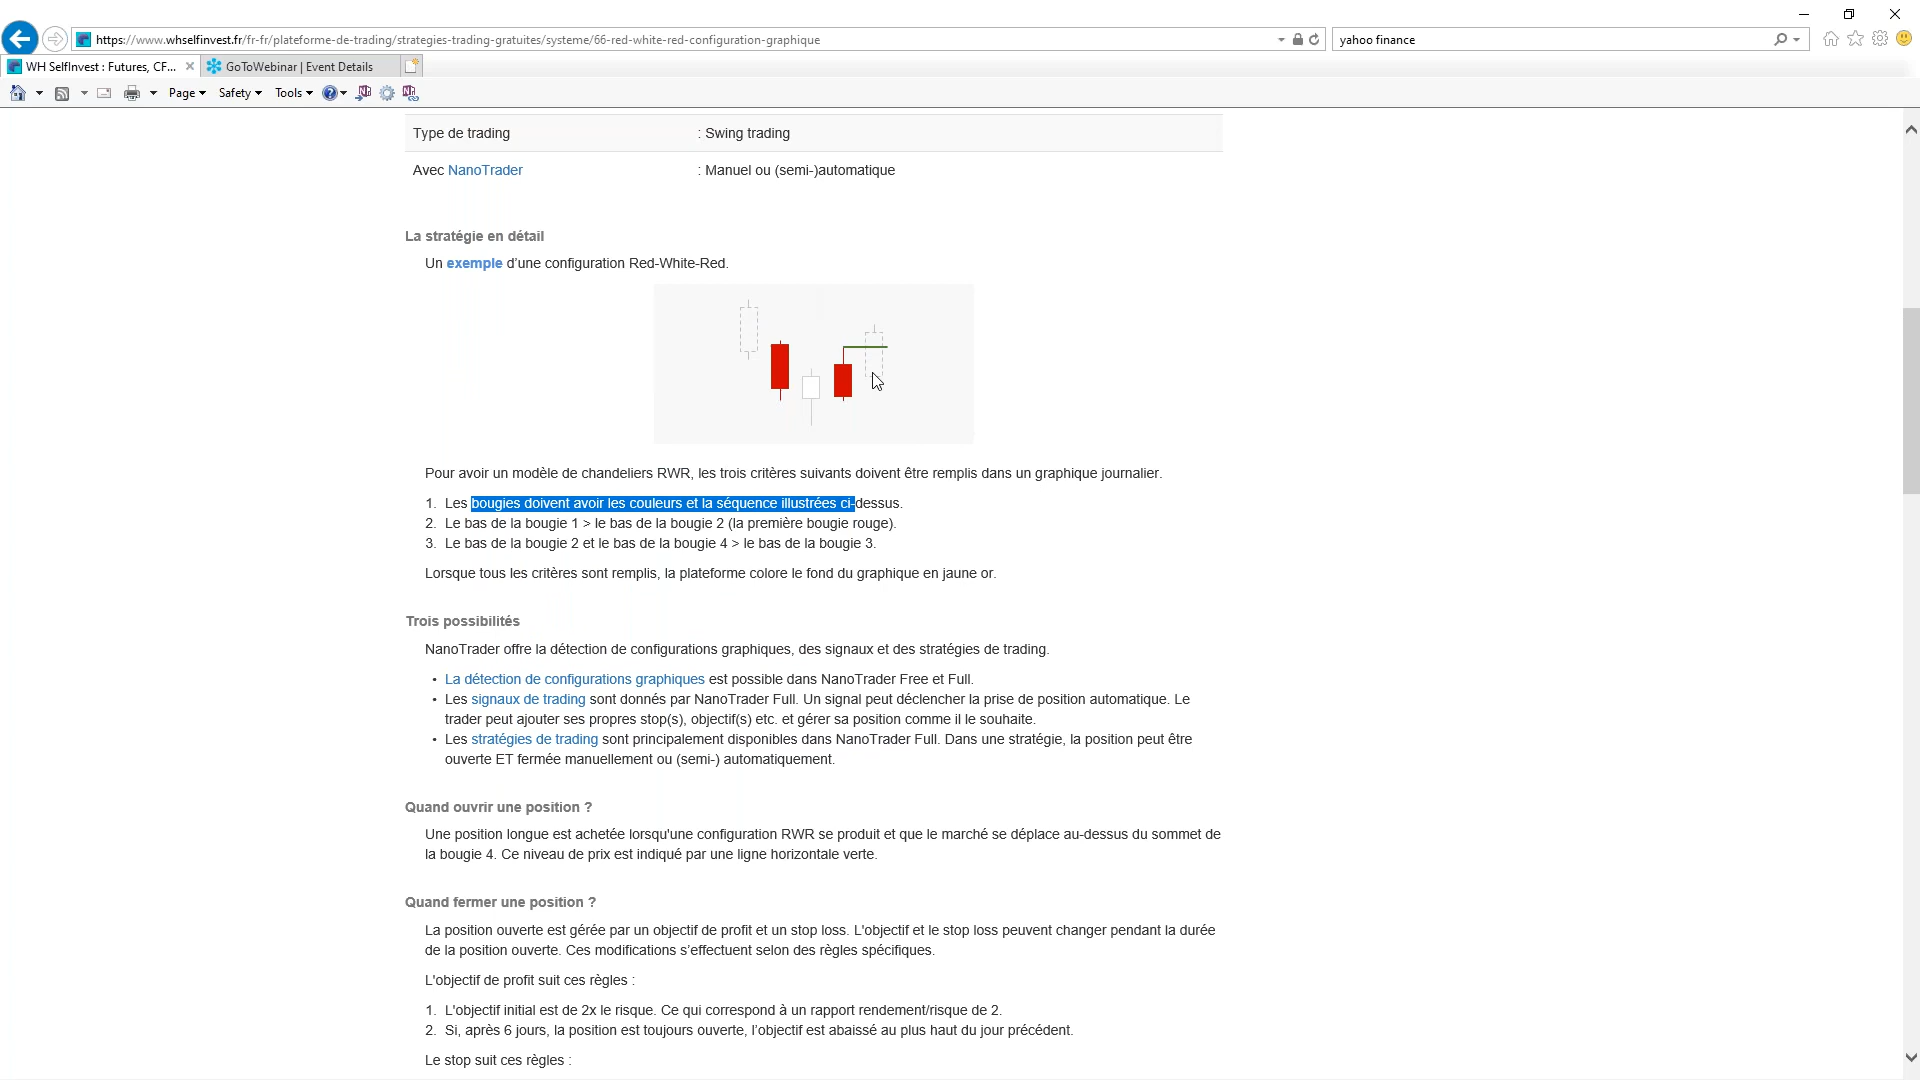 https://www.whselfinvest.fr/fr-fr/plateforme-de-trading/strategies-trading-gratuites/systeme/66-red-white-red-configuration-graphique
yahoo finance
WH SelfInvest : Futures, CF...
GoToWebinar | Event Details
Page Safety Tools
Type de trading : Swing trading
Avec NanoTrader : Manuel ou (semi-)automatique
La stratégie en détail
Un exemple d'une configuration Red-White-Red.
Pour avoir un modèle de chandeliers RWR, les trois critères suivants doivent être remplis dans un graphique journalier.
1. Les bougies doivent avoir les couleurs et la séquence illustrées ci-dessus.
2. Le bas de la bougie 1 > le bas de la bougie 2 (la première bougie rouge).
3. Le bas de la bougie 2 et le bas de la bougie 4 > le bas de la bougie 3.
Lorsque tous les critères sont remplis, la plateforme colore le fond du graphique en jaune or.
Trois possibilités
NanoTrader offre la détection de configurations graphiques, des signaux et des stratégies de trading.
• La détection de configurations graphiques est possible dans NanoTrader Free et Full.
• Les signaux de trading sont donnés par NanoTrader Full. Un signal peut déclencher la prise de position automatique. Le
trader peut ajouter ses propres stop(s), objectif(s) etc. et gérer sa position comme il le souhaite.
• Les stratégies de trading sont principalement disponibles dans NanoTrader Full. Dans une stratégie, la position peut être
ouverte ET fermée manuellement ou (semi-) automatiquement.
Quand ouvrir une position ?
Une position longue est achetée lorsqu'une configuration RWR se produit et que le marché se déplace au-dessus du sommet de
la bougie 4. Ce niveau de prix est indiqué par une ligne horizontale verte.
Quand fermer une position ?
La position ouverte est gérée par un objectif de profit et un stop loss. L'objectif et le stop loss peuvent changer pendant la durée
de la position ouverte. Ces modifications s'effectuent selon des règles spécifiques.
L'objectif de profit suit ces règles :
1. L'objectif initial est de 2x le risque. Ce qui correspond à un rapport rendement/risque de 2.
2. Si, après 6 jours, la position est toujours ouverte, l'objectif est abaissé au plus haut du jour précédent.
Le stop suit ces règles :